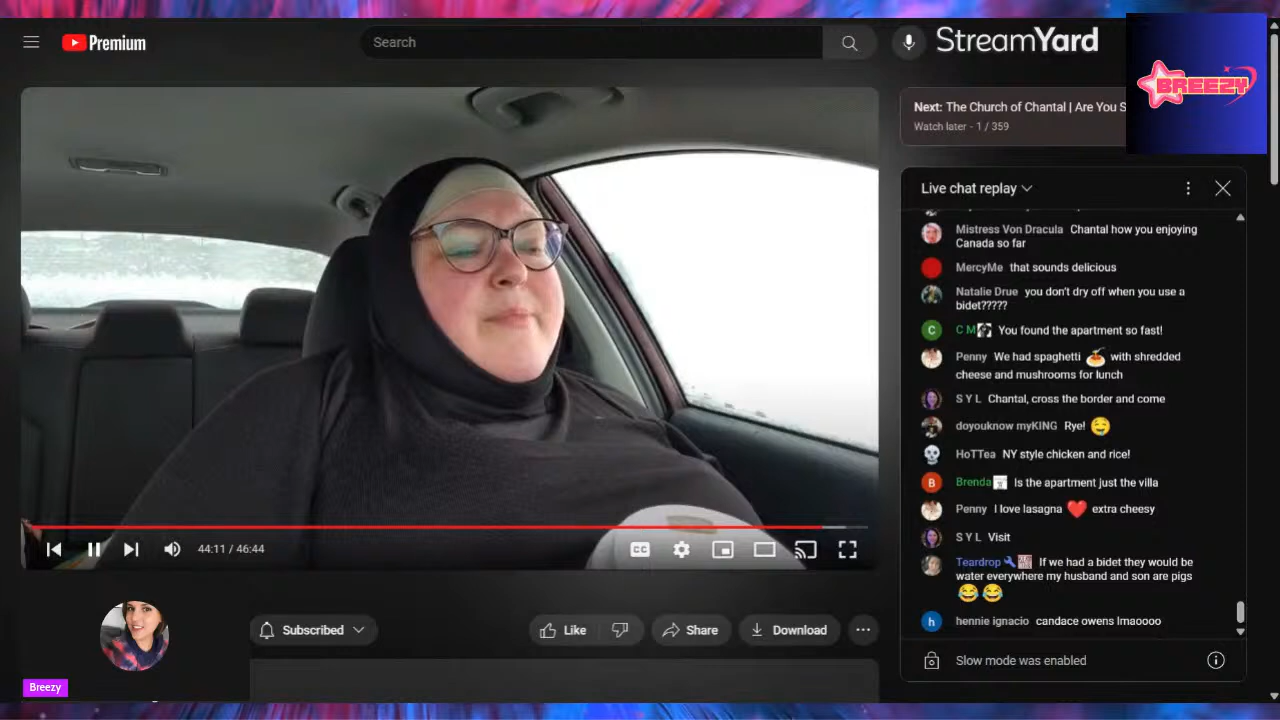 Premium
Search
StreamYard
BREEZY
Next: The Church of Chantal | Are You S
Watch later - 1 / 359
Live chat replay
Mistress Von Dracula Chantal how you enjoying
Canada so far
MercyMe that sounds delicious
Natalie Drue you don't dry off when you use a
bidet?????
C M You found the apartment so fast!
Penny We had spaghetti 🍝 with shredded
cheese and mushrooms for lunch
S Y L Chantal, cross the border and come
doyouknow myKING Rye! 🤤
HoTTea NY style chicken and rice!
Brenda Is the apartment just the villa
Penny I love lasagna ❤️ extra cheesy
S Y L Visit
Teardrop If we had a bidet they would be
water everywhere my husband and son are pigs
😂😂
hennie ignacio candace owens lmaoooo
Slow mode was enabled
CC
44:11 / 46:44
Subscribed
Like
Share
Download
Breezy
C
B
h